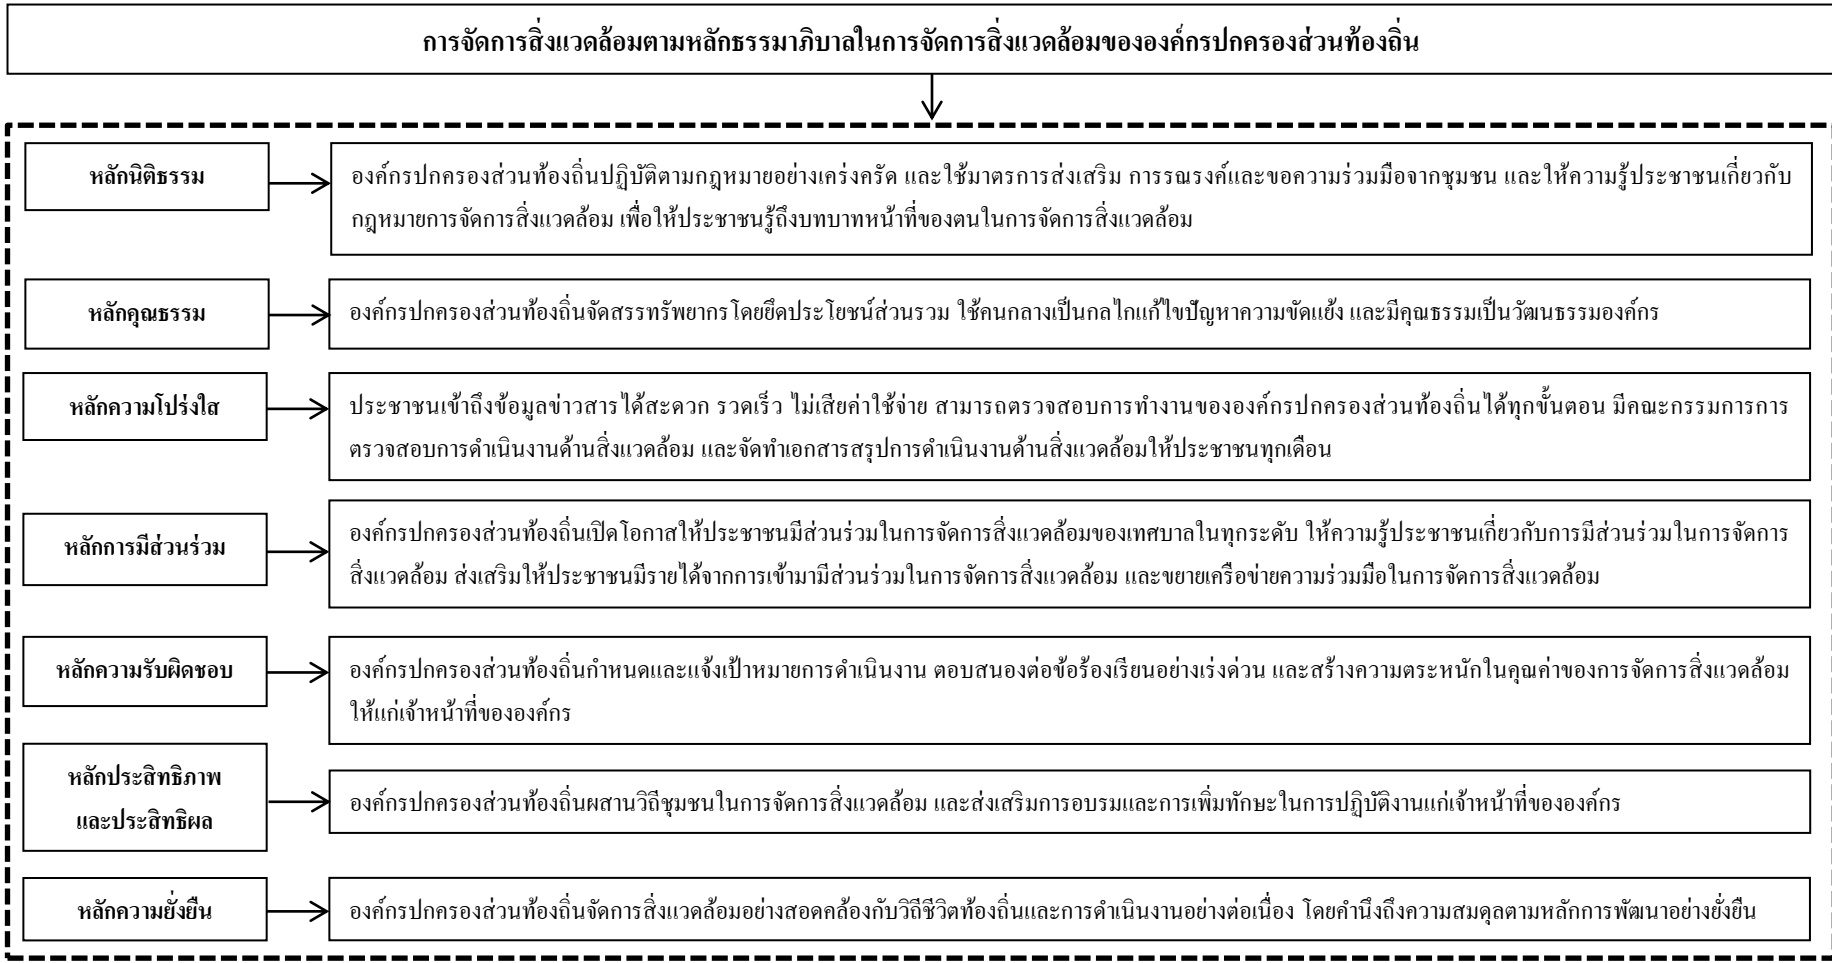 การจัดการสิ่งแวดล้อมตามหลักธรรมาภิบาลในการจัดการสิ่งแวดล้อมขององค์กรปกครองส่วนท้องถิ่น
หลักนิติธรรม
องค์กรปกครองส่วนท้องถิ่นปฏิบัติตามกฎหมายอย่างเคร่งครัด และใช้มาตรการส่งเสริม การรณรงค์และขอความร่วมมือจากชุมชน และให้ความรู้ประชาชนเกี่ยวกับ
กฎหมายการจัดการสิ่งแวดล้อม เพื่อให้ประชาชนรู้ถึงบทบาทหน้าที่ของตนในการจัดการสิ่งแวดล้อม
หลักคุณธรรม
องค์กรปกครองส่วนท้องถิ่นจัดสรรทรัพยากรโดยยึดประโยชน์ส่วนรวม ใช้คนกลางเป็นกลไกแก้ไขปัญหาความขัดแย้ง และมีคุณธรรมเป็นวัฒนธรรมองค์กร
หลักความโปร่งใส
ประชาชนเข้าถึงข้อมูลข่าวสารได้สะดวก รวดเร็ว ไม่เสียค่าใช้จ่าย สามารถตรวจสอบการทำงานขององค์กรปกครองส่วนท้องถิ่นได้ทุกขั้นตอน มีคณะกรรมการการ
ตรวจสอบการดำเนินงานด้านสิ่งแวดล้อม และจัดทำเอกสารสรุปการดำเนินงานด้านสิ่งแวดล้อมให้ประชาชนทุกเดือน
หลักการมีส่วนร่วม
องค์กรปกครองส่วนท้องถิ่นเปิดโอกาสให้ประชาชนมีส่วนร่วมในการจัดการสิ่งแวดล้อมของเทศบาลในทุกระดับ ให้ความรู้ประชาชนเกี่ยวกับการมีส่วนร่วมในการจัดการ
สิ่งแวดล้อม ส่งเสริมให้ประชาชนมีรายได้จากการเข้ามามีส่วนร่วมในการจัดการสิ่งแวดล้อม และขยายเครือข่ายความร่วมมือในการจัดการสิ่งแวดล้อม
หลักความรับผิดชอบ
องค์กรปกครองส่วนท้องถิ่นกำหนดและแจ้งเป้าหมายการดำเนินงาน ตอบสนองต่อข้อร้องเรียนอย่างเร่งด่วน และสร้างความตระหนักในคุณค่าของการจัดการสิ่งแวดล้อม
ให้แก่เจ้าหน้าที่ขององค์กร
หลักประสิทธิภาพ
และประสิทธิผล
องค์กรปกครองส่วนท้องถิ่นผสานวิถีชุมชนในการจัดการสิ่งแวดล้อม และส่งเสริมการอบรมและการเพิ่มทักษะในการปฏิบัติงานแก่เจ้าหน้าที่ขององค์กร
หลักความยั่งยืน
องค์กรปกครองส่วนท้องถิ่นจัดการสิ่งแวดล้อมอย่างสอดคล้องกับวิถีชีวิตท้องถิ่นและการดำเนินงานอย่างต่อเนื่อง โดยคำนึงถึงความสมดุลตามหลักการพัฒนาอย่างยั่งยืน